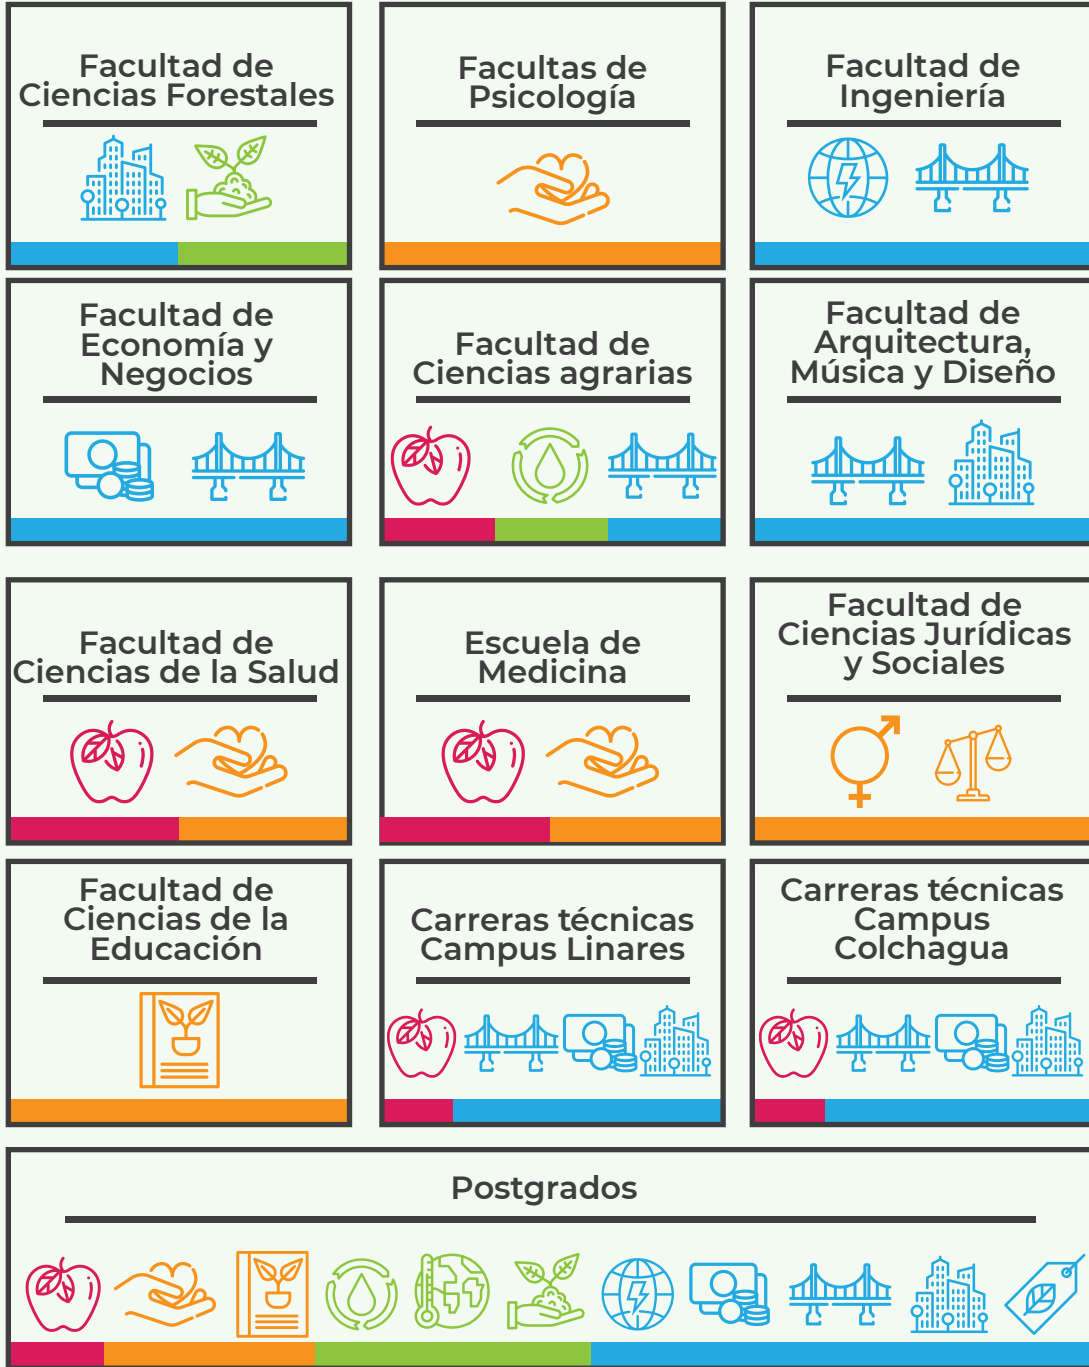 Facultad de
Ciencias Forestales
Facultas de
Psicología
Facultad de
Ingeniería
Facultad de
Economía y
Negocios
Facultad de
Ciencias agrarias
Facultad de
Arquitectura,
Música y Diseño
Facultad de
Ciencias de la Salud
Escuela de
Medicina
Facultad de
Ciencias Jurídicas
y Sociales
Facultad de
Ciencias de la
Educación
Carreras técnicas
Campus Linares
Carreras técnicas
Campus
Colchagua
Postgrados